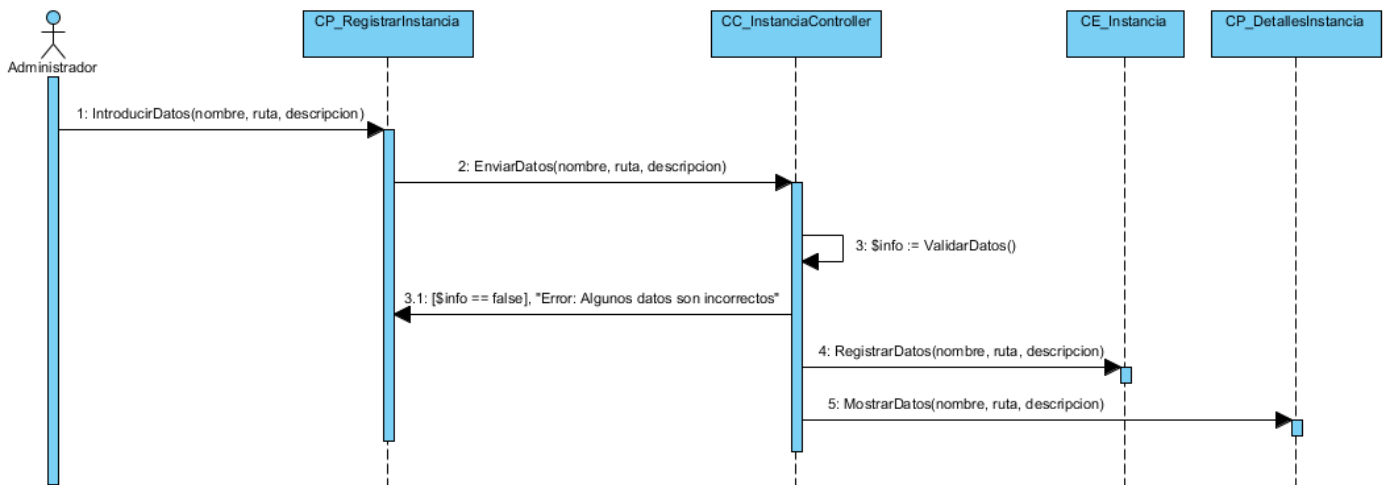 CP_RegistrarInstancia
CC_InstanciaController
CE_Instancia
CP_DetallesInstancia
Administrador
1: IntroducirDatos(nombre, ruta, descripcion)
2: EnviarDatos(nombre, ruta, descripcion)
3: $info := ValidarDatos()
3.1: [$info == false], "Error: Algunos datos son incorrectos"
4: RegistrarDatos(nombre, ruta, descripcion)
5: MostrarDatos(nombre, ruta, descripcion)